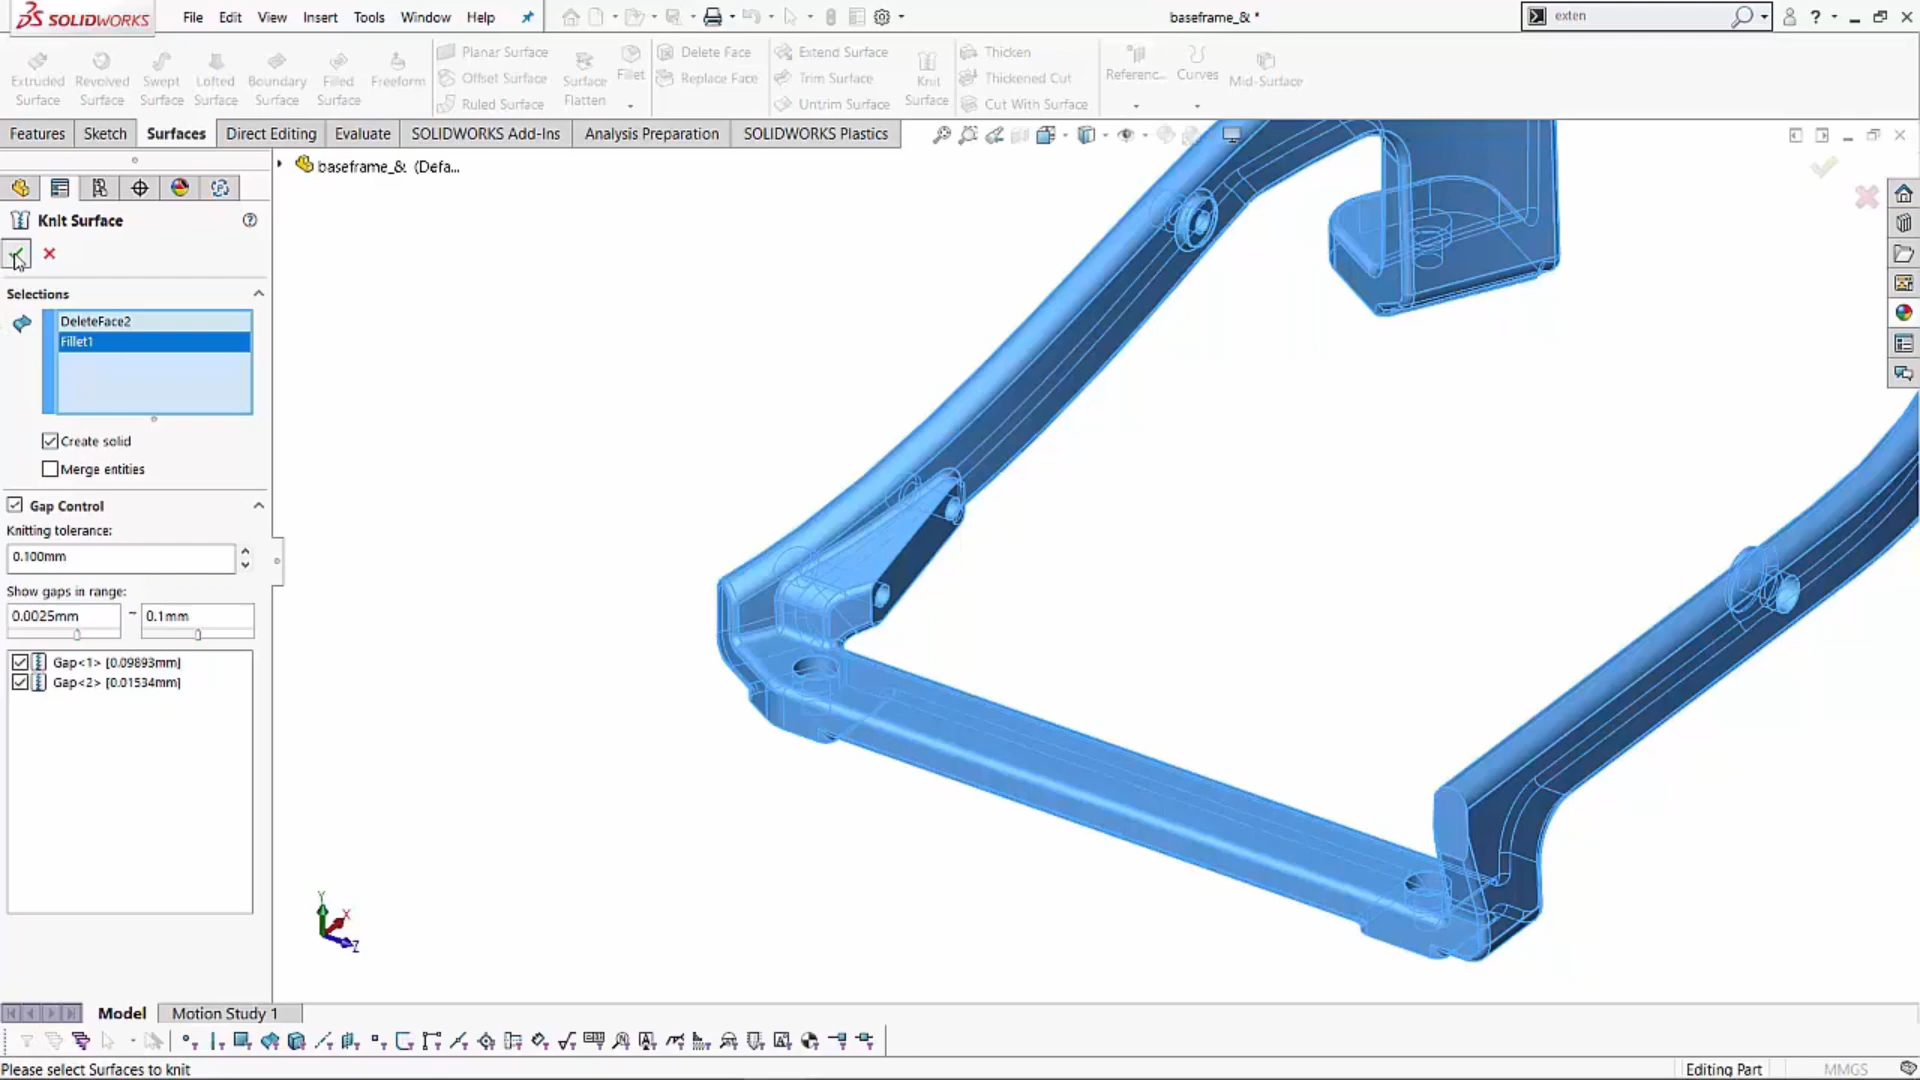 SOLIDWORKS File Edit View Insert Tools Window Help baseframe_& * exten
Extruded Surface
Revolved Surface
Swept Surface
Lofted Surface
Boundary Surface
Filled Surface
Freeform
Planar Surface
Offset Surface
Ruled Surface
Surface Flatten
Fillet
Delete Face
Replace Face
Extend Surface
Trim Surface
Untrim Surface
Knit Surface
Thicken
Thickened Cut
Cut With Surface
Referenc...
Curves
Mid-Surface
Features Sketch Surfaces Direct Editing Evaluate SOLIDWORKS Add-Ins Analysis Preparation SOLIDWORKS Plastics
baseframe_& (Defa...
Knit Surface
Selections
DeleteFace2
Fillet1
Create solid
Merge entities
Gap Control
Knitting tolerance:
0.100mm
Show gaps in range:
0.0025mm ~ 0.1mm
Gap<1> [0.09893mm]
Gap<2> [0.01534mm]
Y
X
Z
Model Motion Study 1
Please select Surfaces to knit Editing Part MMGS